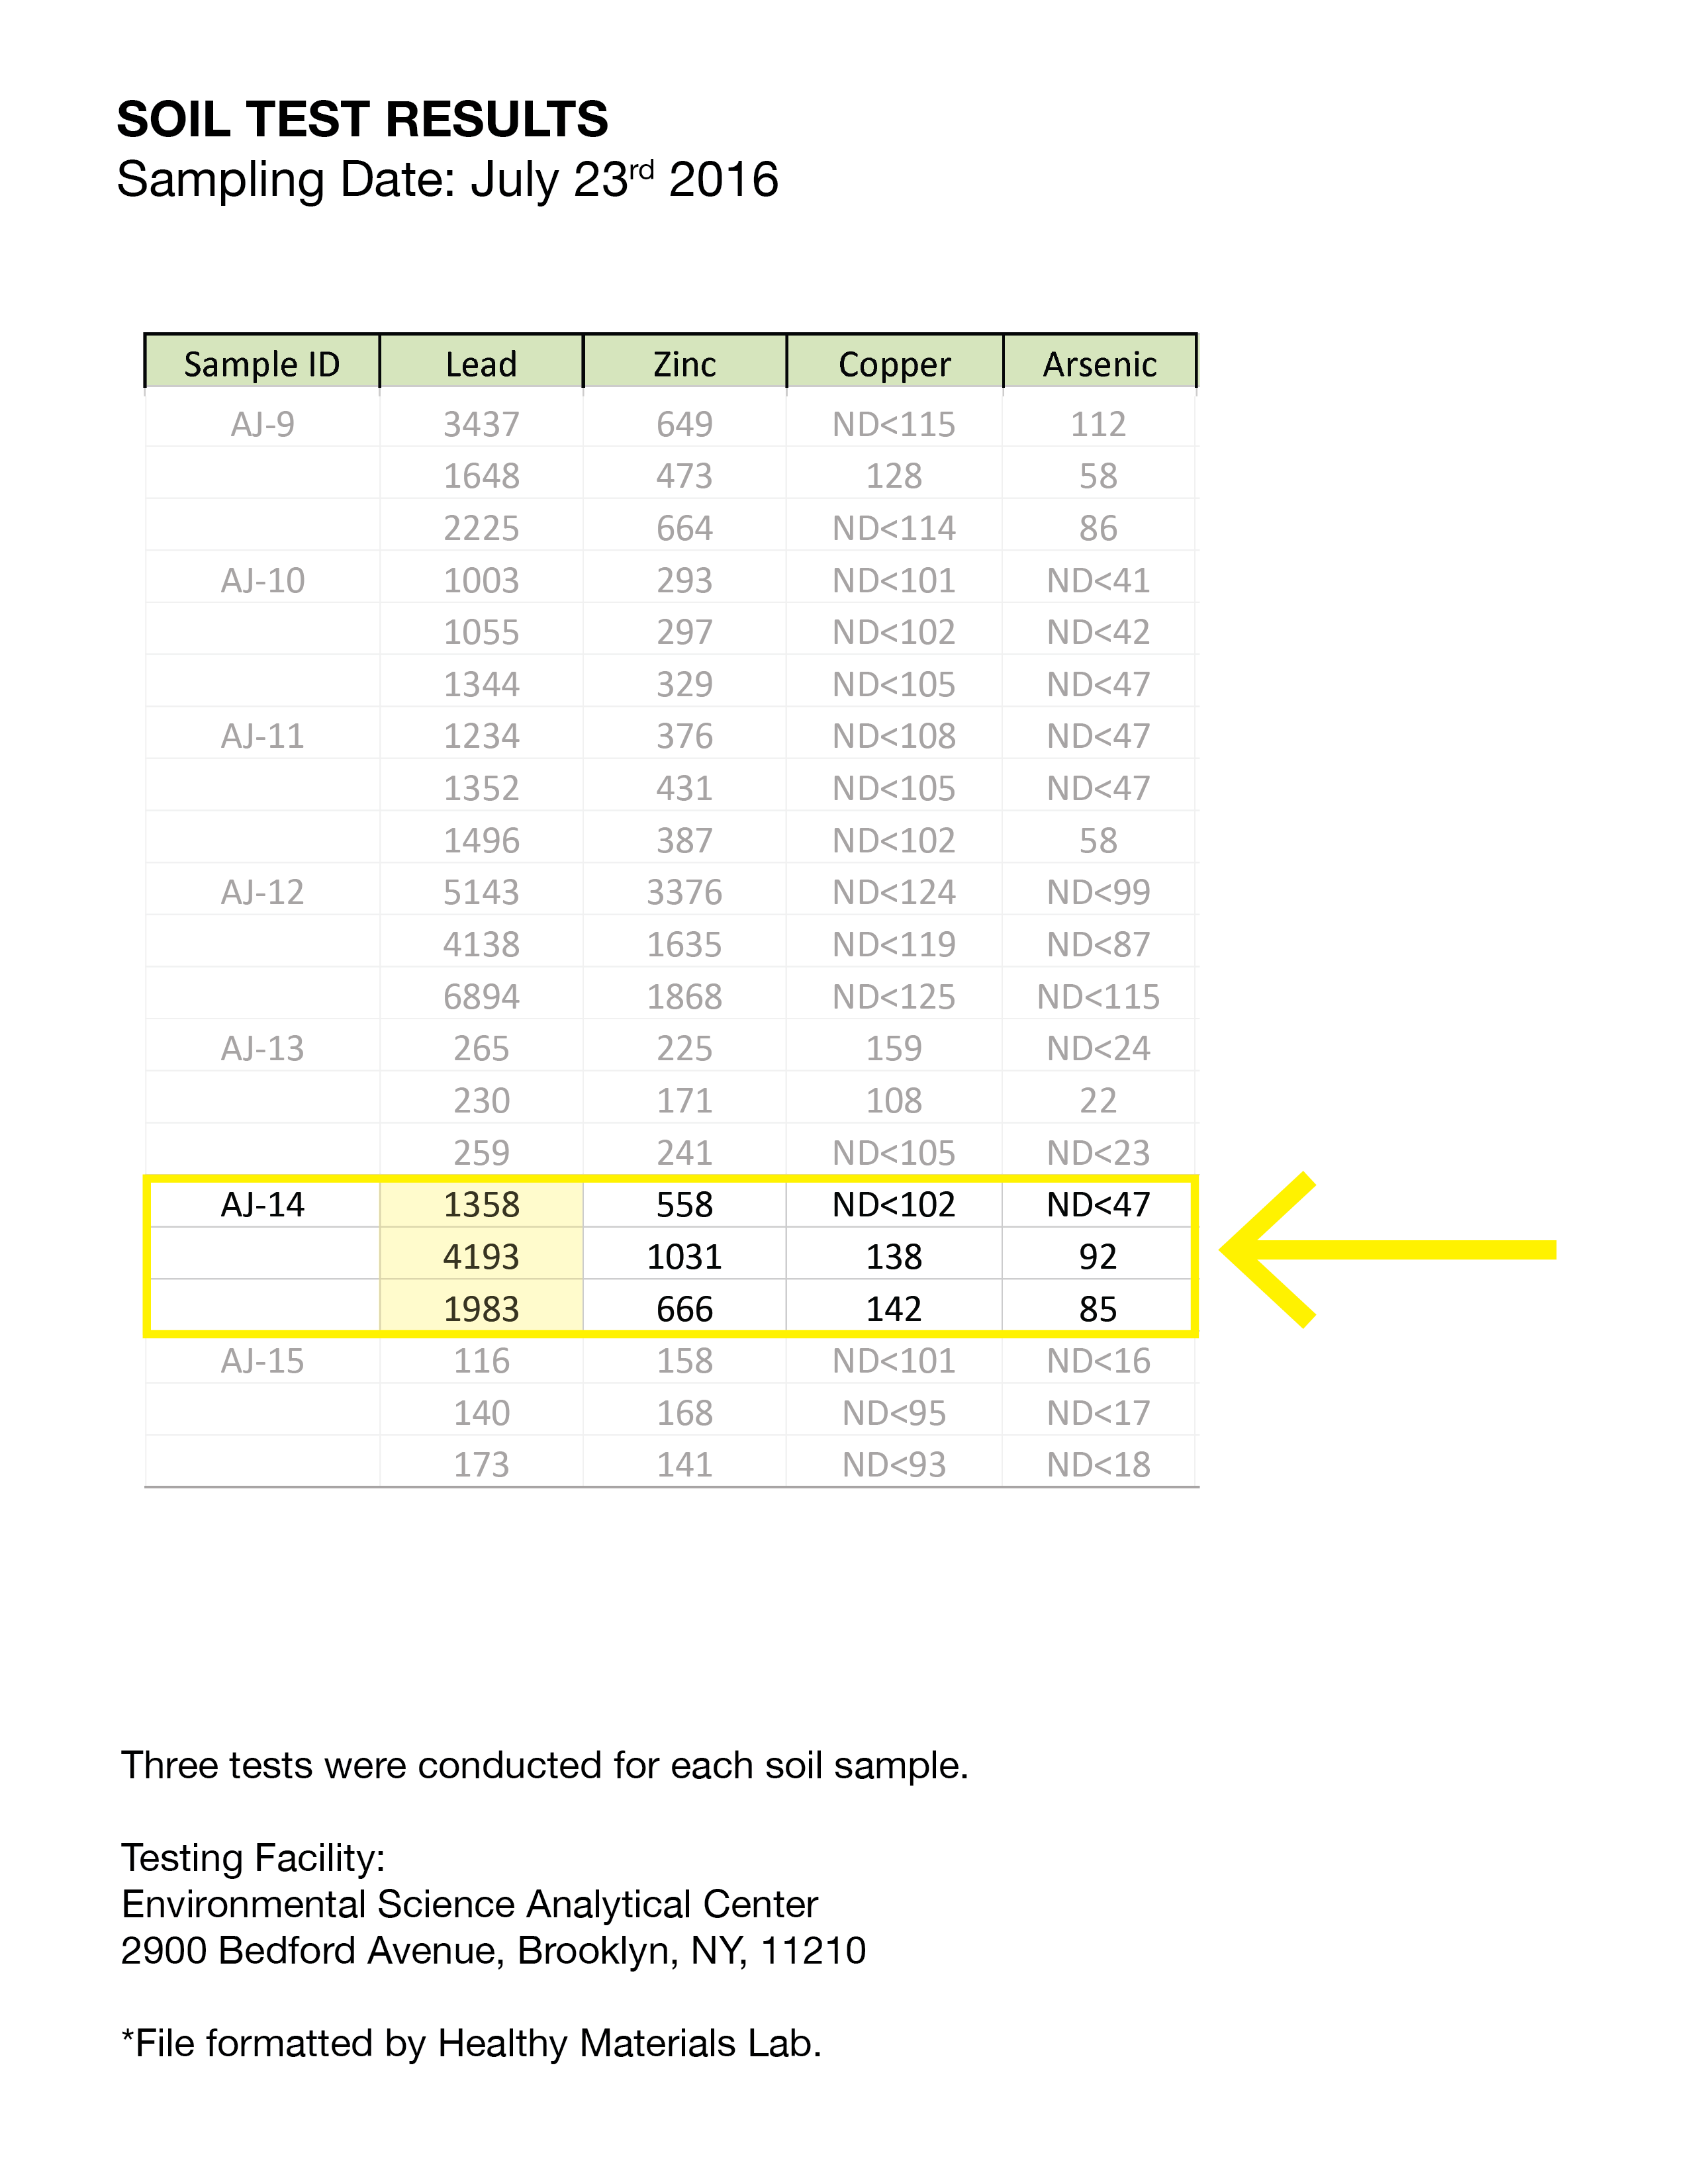 SOIL TEST RESULTS
Sampling Date: July 23rd 2016
Sample ID Lead Zinc Copper Arsenic
AJ-9 3437 649 ND<115 112
1648 473 128 58
2225 664 ND<114 86
AJ-10 1003 293 ND<101 ND<41
1055 297 ND<102 ND<42
1344 329 ND<105 ND<47
AJ-11 1234 376 ND<108 ND<47
1352 431 ND<105 ND<47
1496 387 ND<102 58
AJ-12 5143 3376 ND<124 ND<99
4138 1635 ND<119 ND<87
6894 1868 ND<125 ND<115
AJ-13 265 225 159 ND<24
230 171 108 22
259 241 ND<105 ND<23
AJ-14 1358 558 ND<102 ND<47
4193 1031 138 92
1983 666 142 85
AJ-15 116 158 ND<101 ND<16
140 168 ND<95 ND<17
173 141 ND<93 ND<18
Three tests were conducted for each soil sample.
Testing Facility:
Environmental Science Analytical Center
2900 Bedford Avenue, Brooklyn, NY, 11210
*File formatted by Healthy Materials Lab.